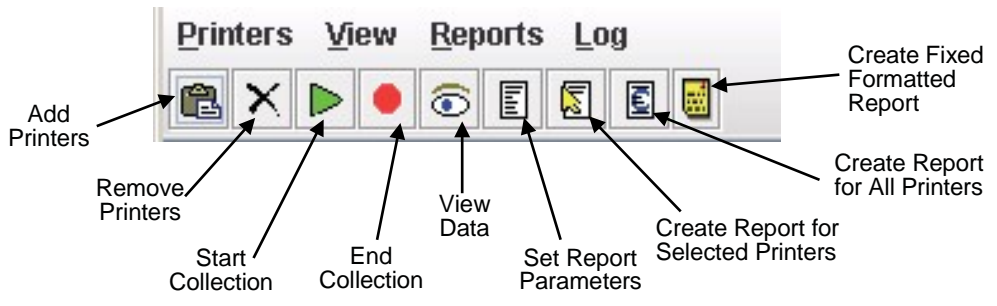 Printers View Reports Log
Add
Printers
Remove
Printers
Start
Collection
End
Collection
View
Data
Set Report
Parameters
Create Report for
Selected Printers
Create Report
for All Printers
Create Fixed
Formatted
Report